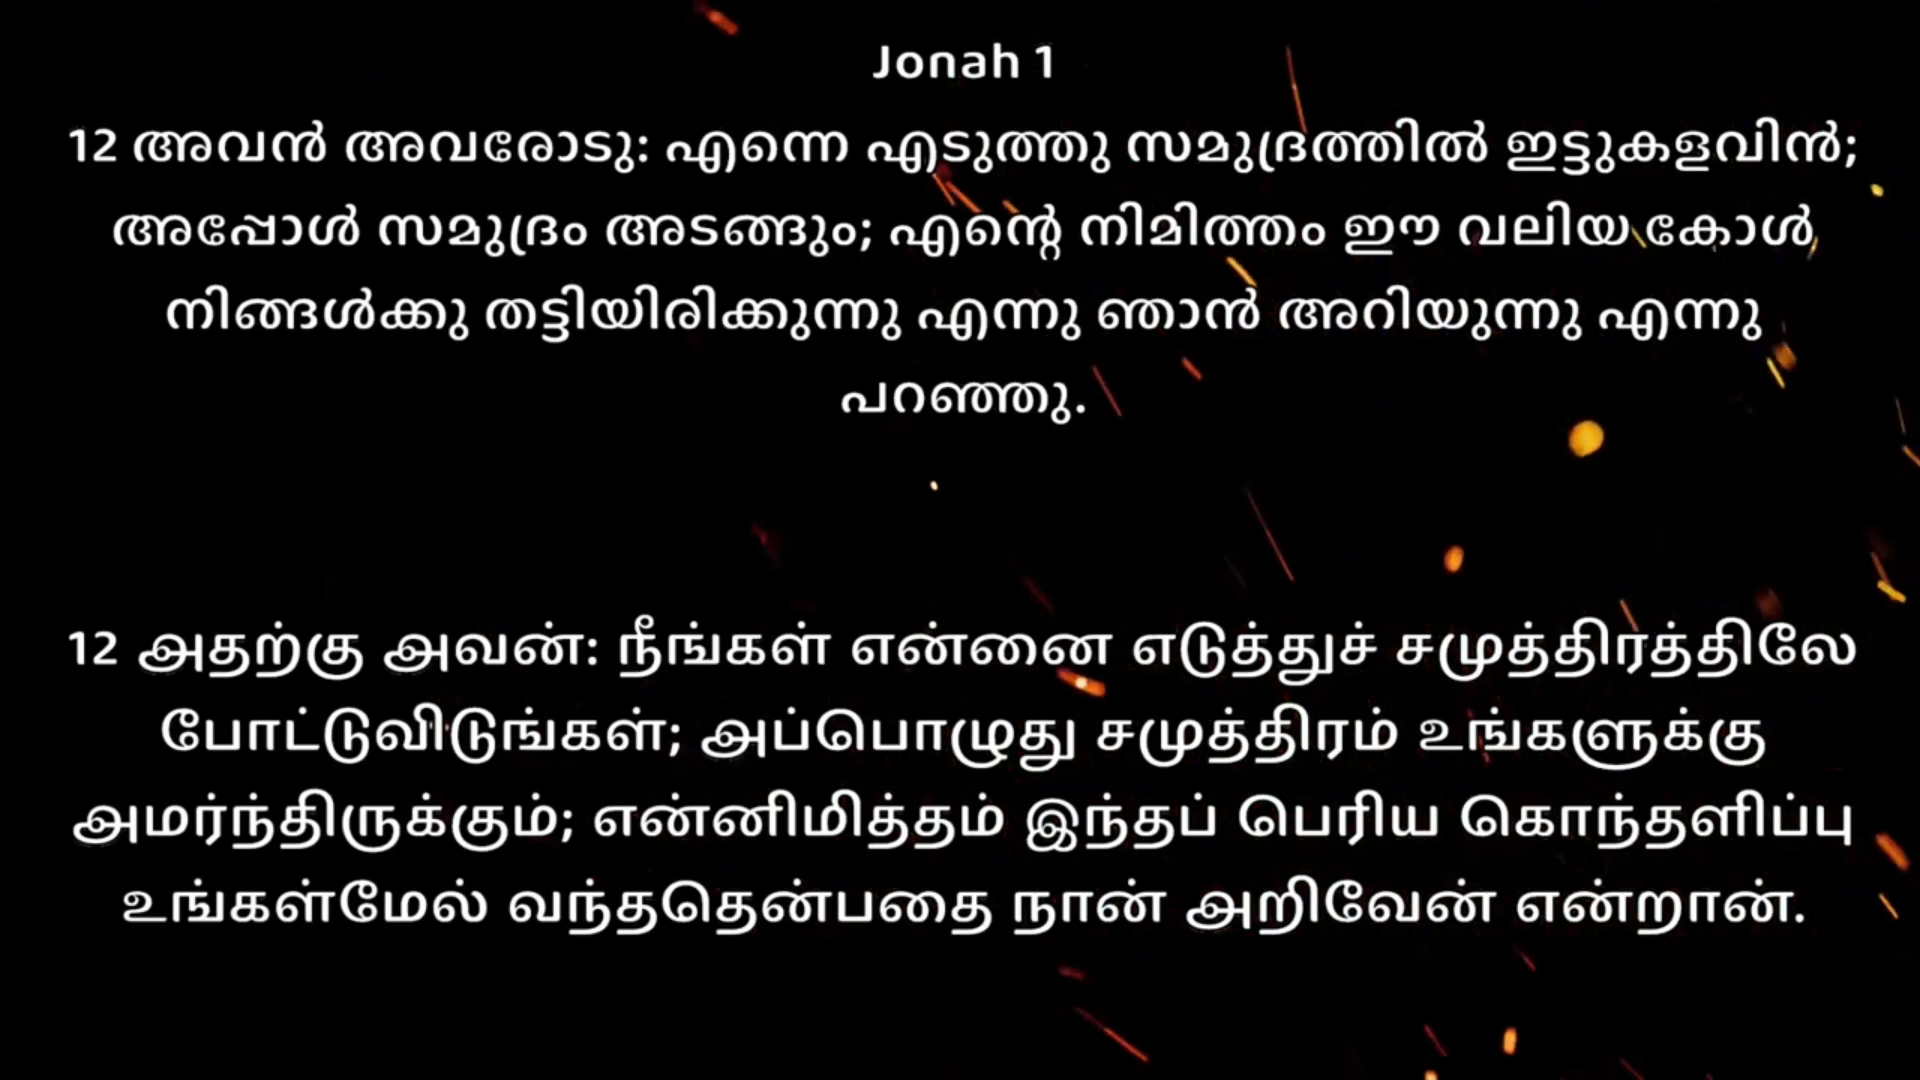 Jonah 1
12 അവൻ അവരോടു: എന്നെ എടുത്തു സമുദ്രത്തിൽ ഇട്ടുകളവിൻ;
അപ്പോൾ സമുദ്രം അടങ്ങും; എന്റെ നിമിത്തം ഈ വലിയ കോൾ
നിങ്ങൾക്കു തട്ടിയിരിക്കുന്നു എന്നു ഞാൻ അറിയുന്നു എന്നു
പറഞ്ഞു.
12 அதற்கு அவன்: நீங்கள் என்னை எடுத்துச் சமுத்திரத்திலே
போட்டுவிடுங்கள்; அப்பொழுது சமுத்திரம் உங்களுக்கு
அமர்ந்திருக்கும்; என்னிமித்தம் இந்தப் பெரிய கொந்தளிப்பு
உங்கள்மேல் வந்ததென்பதை நான் அறிவேன் என்றான்.